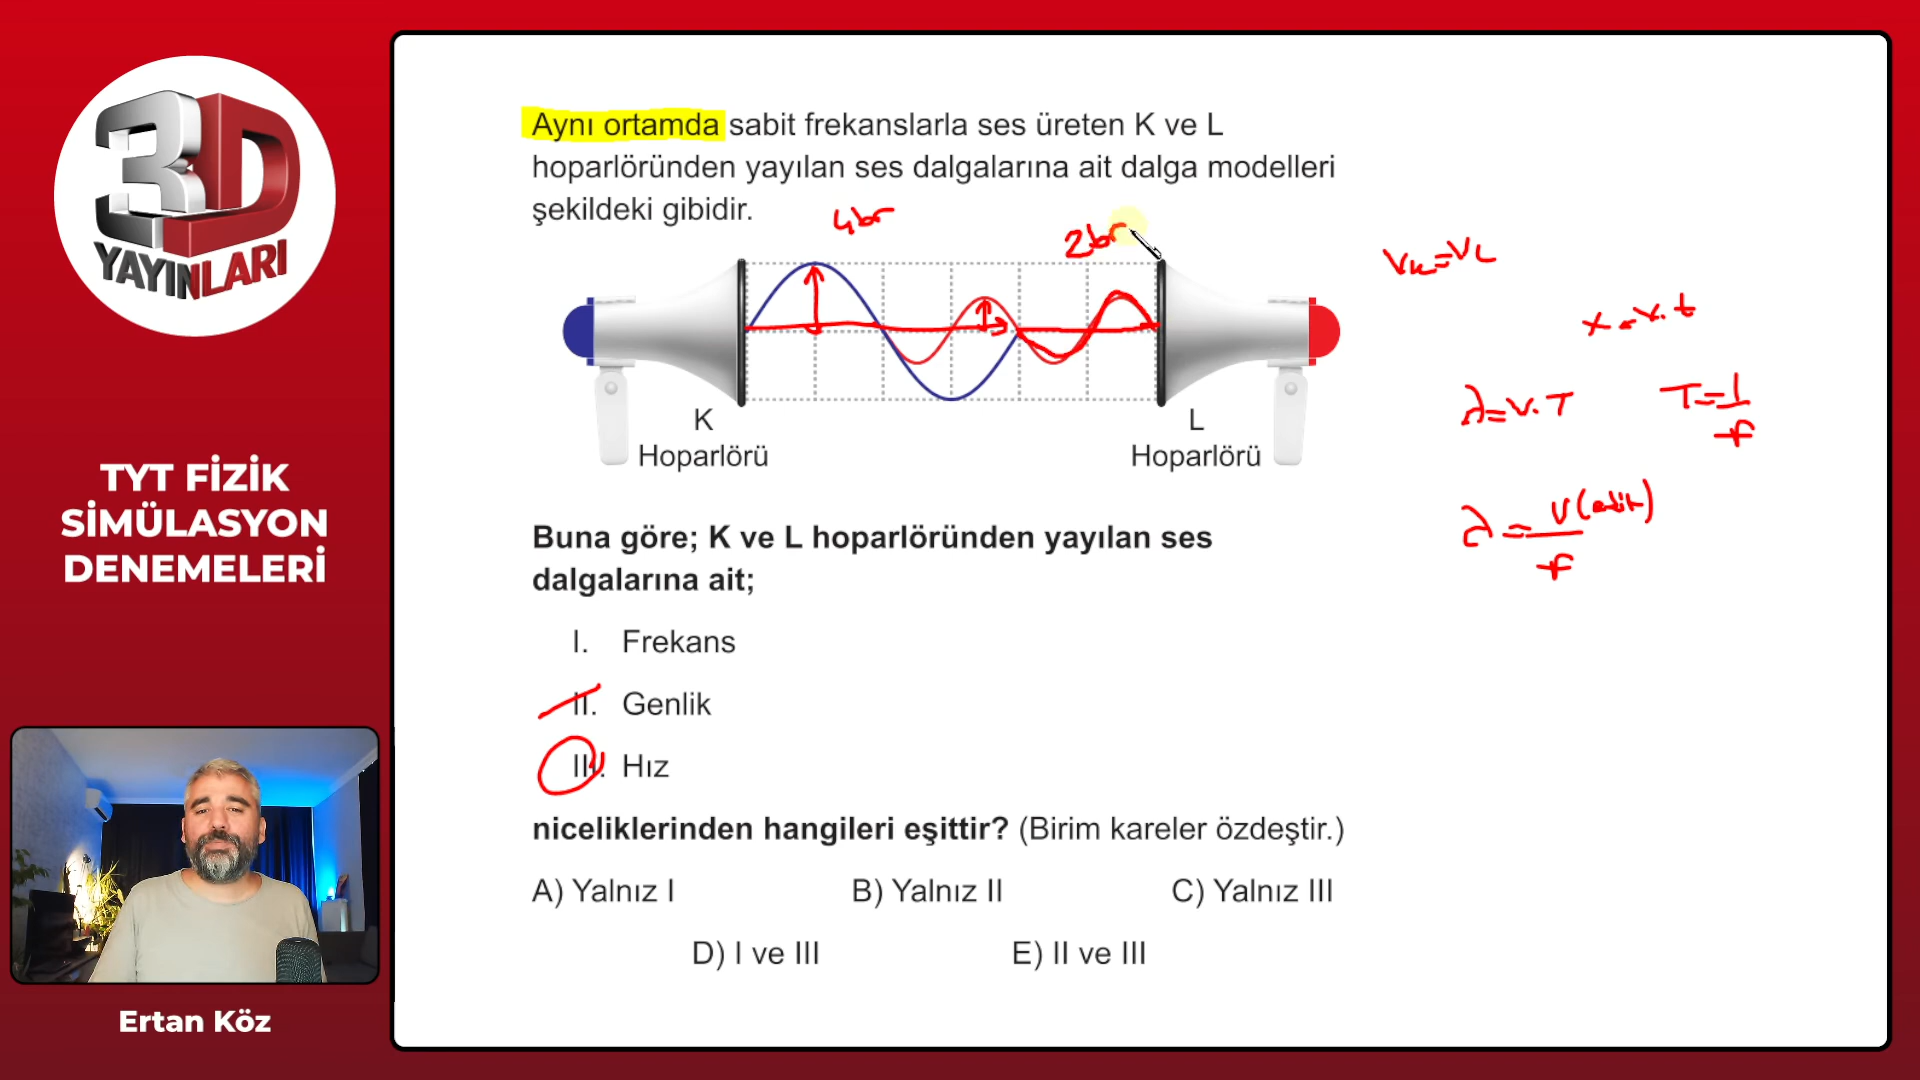 3D
YAYINLARI
TYT FİZİK
SİMÜLASYON
DENEMELERİ
Ertan Köz
Aynı ortamda sabit frekanslarla ses üreten K ve L
hoparlöründen yayılan ses dalgalarına ait dalga modelleri
şekildeki gibidir.
4br
2br
K
Hoparlörü
L
Hoparlörü
VK=VL
x=v.t
λ=v.T
T=1/f
λ=v/f
Buna göre; K ve L hoparlöründen yayılan ses
dalgalarına ait;
I. Frekans
II. Genlik
III. Hız
niceliklerinden hangileri eşittir? (Birim kareler özdeştir.)
A) Yalnız I B) Yalnız II C) Yalnız III
D) I ve III E) II ve III